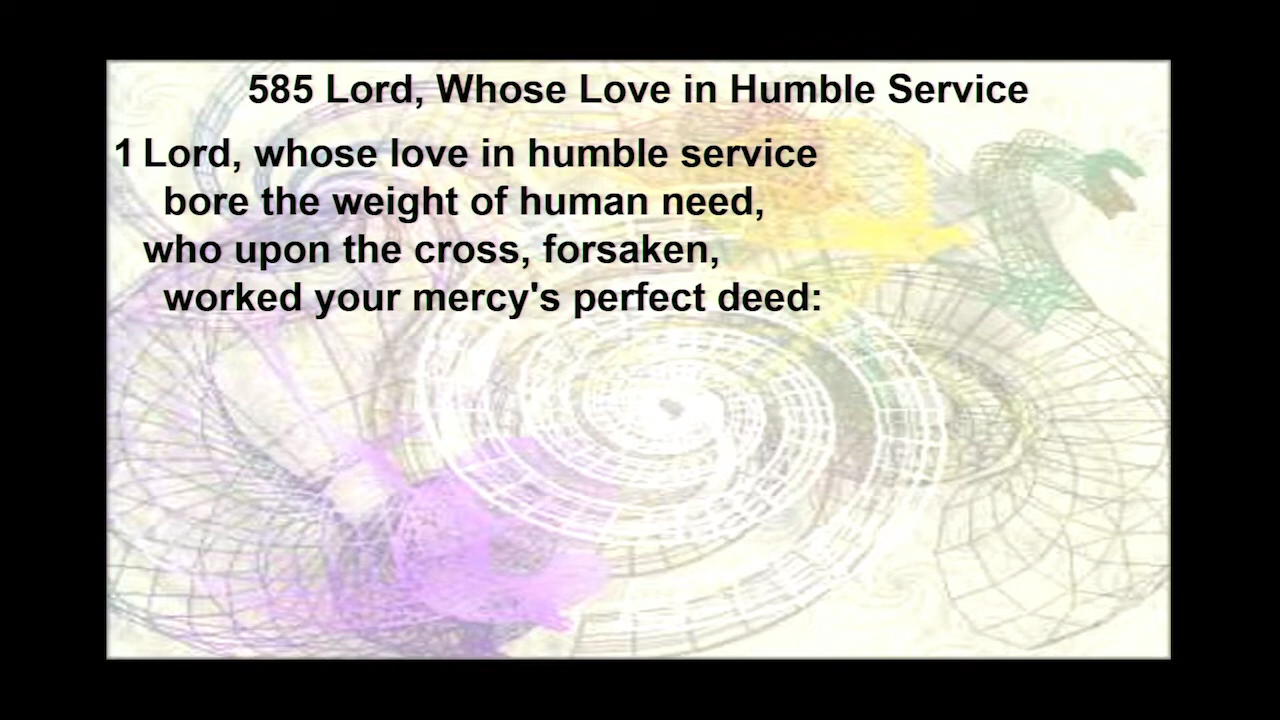 585 Lord, Whose Love in Humble Service
1 Lord, whose love in humble service
bore the weight of human need,
who upon the cross, forsaken,
worked your mercy's perfect deed: